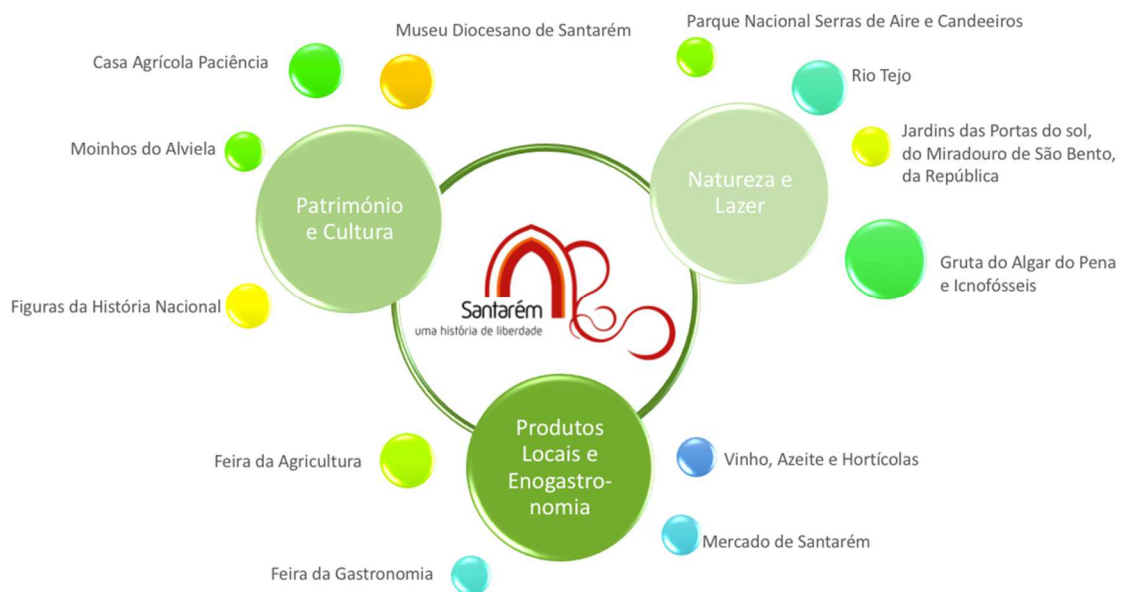 Museu Diocesano de Santarém
Casa Agrícola Paciência
Moinhos do Alviela
Património
e Cultura
Figuras da História Nacional
Parque Nacional Serras de Aire e Candeeiros
Rio Tejo
Jardins das Portas do sol,
do Miradouro de São Bento,
da República
Natureza e
Lazer
Gruta do Algar do Pena
e Icnofósseis
Santarém
uma história de liberdade
Produtos
Locais e
Enogastro-
nomia
Feira da Agricultura
Feira da Gastronomia
Vinho, Azeite e Hortícolas
Mercado de Santarém